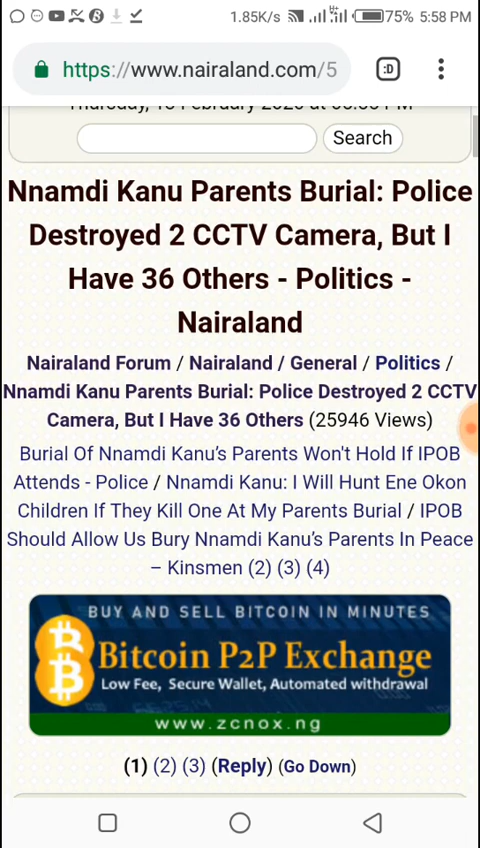 1.85K/s 75% 5:58 PM
https://www.nairaland.com/5
:D
Search
Nnamdi Kanu Parents Burial: Police
Destroyed 2 CCTV Camera, But I
Have 36 Others - Politics -
Nairaland
Nairaland Forum / Nairaland / General / Politics /
Nnamdi Kanu Parents Burial: Police Destroyed 2 CCTV
Camera, But I Have 36 Others (25946 Views)
Burial Of Nnamdi Kanu's Parents Won't Hold If IPOB
Attends - Police / Nnamdi Kanu: I Will Hunt Ene Okon
Children If They Kill One At My Parents Burial / IPOB
Should Allow Us Bury Nnamdi Kanu's Parents In Peace
– Kinsmen (2) (3) (4)
BUY AND SELL BITCOIN IN MINUTES
Bitcoin P2P Exchange
Low Fee, Secure Wallet, Automated withdrawal
www.zcnox.ng
(1) (2) (3) (Reply) (Go Down)